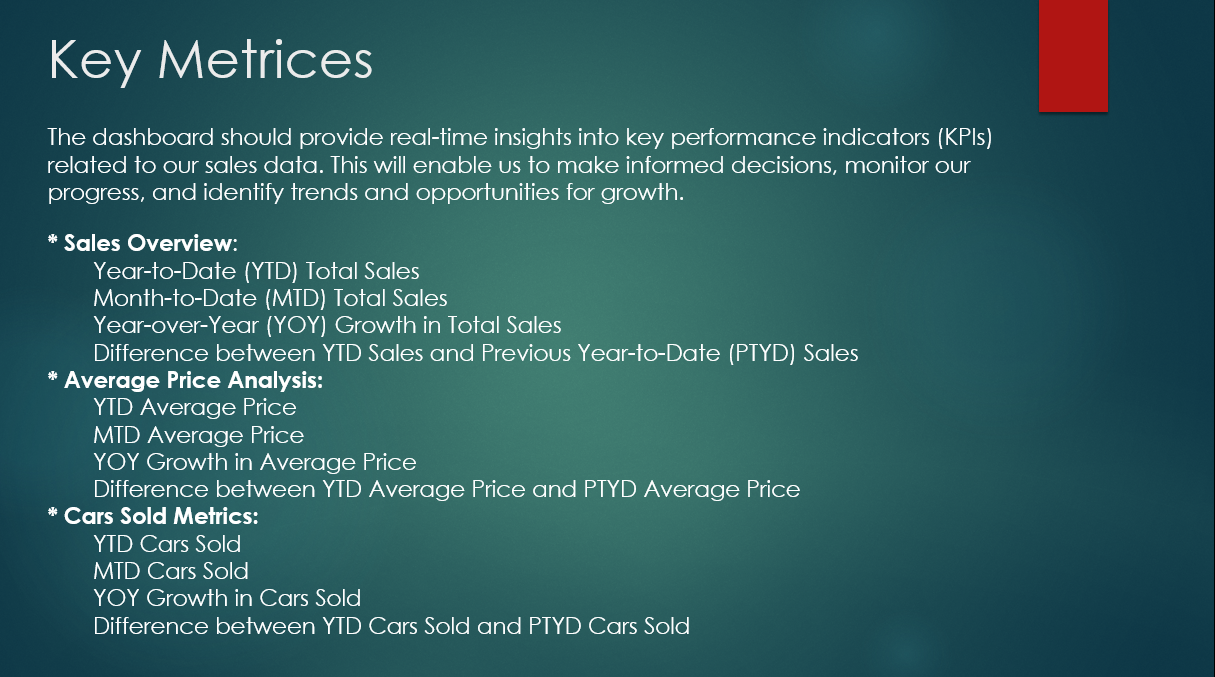 Key Metrices
The dashboard should provide real-time insights into key performance indicators (KPIs)
related to our sales data. This will enable us to make informed decisions, monitor our
progress, and identify trends and opportunities for growth.
* Sales Overview:
Year-to-Date (YTD) Total Sales
Month-to-Date (MTD) Total Sales
Year-over-Year (YOY) Growth in Total Sales
Difference between YTD Sales and Previous Year-to-Date (PTYD) Sales
* Average Price Analysis:
YTD Average Price
MTD Average Price
YOY Growth in Average Price
Difference between YTD Average Price and PTYD Average Price
* Cars Sold Metrics:
YTD Cars Sold
MTD Cars Sold
YOY Growth in Cars Sold
Difference between YTD Cars Sold and PTYD Cars Sold